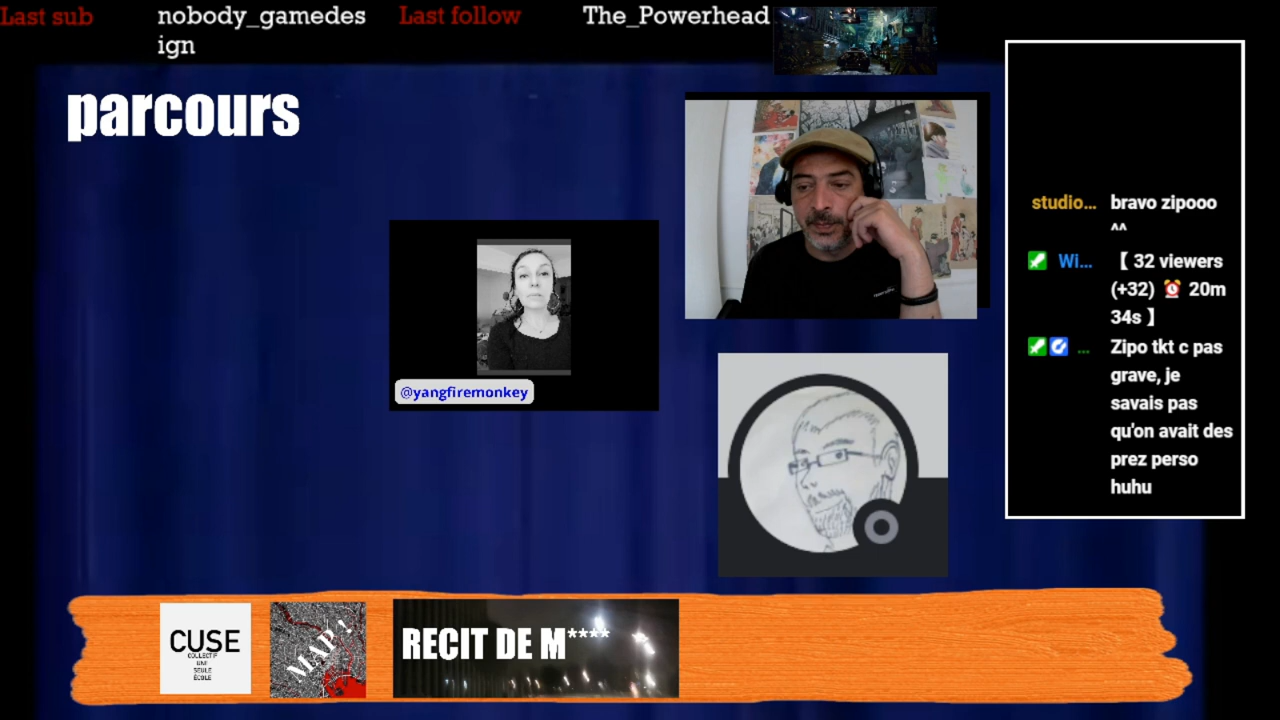 Last sub
nobody_gamedes
ign
Last follow
The_Powerhead
parcours
@yangfiremonkey
studio… bravo zipooo
^^
Wi… 【 32 viewers
(+32) ⏰ 20m
34s 】
… Zipo tkt c pas
grave, je
savais pas
qu'on avait des
prez perso
huhu
CUSE
COLLECTIF
UNE
SEULE
ÉCOLE
MAP !
RECIT DE M****